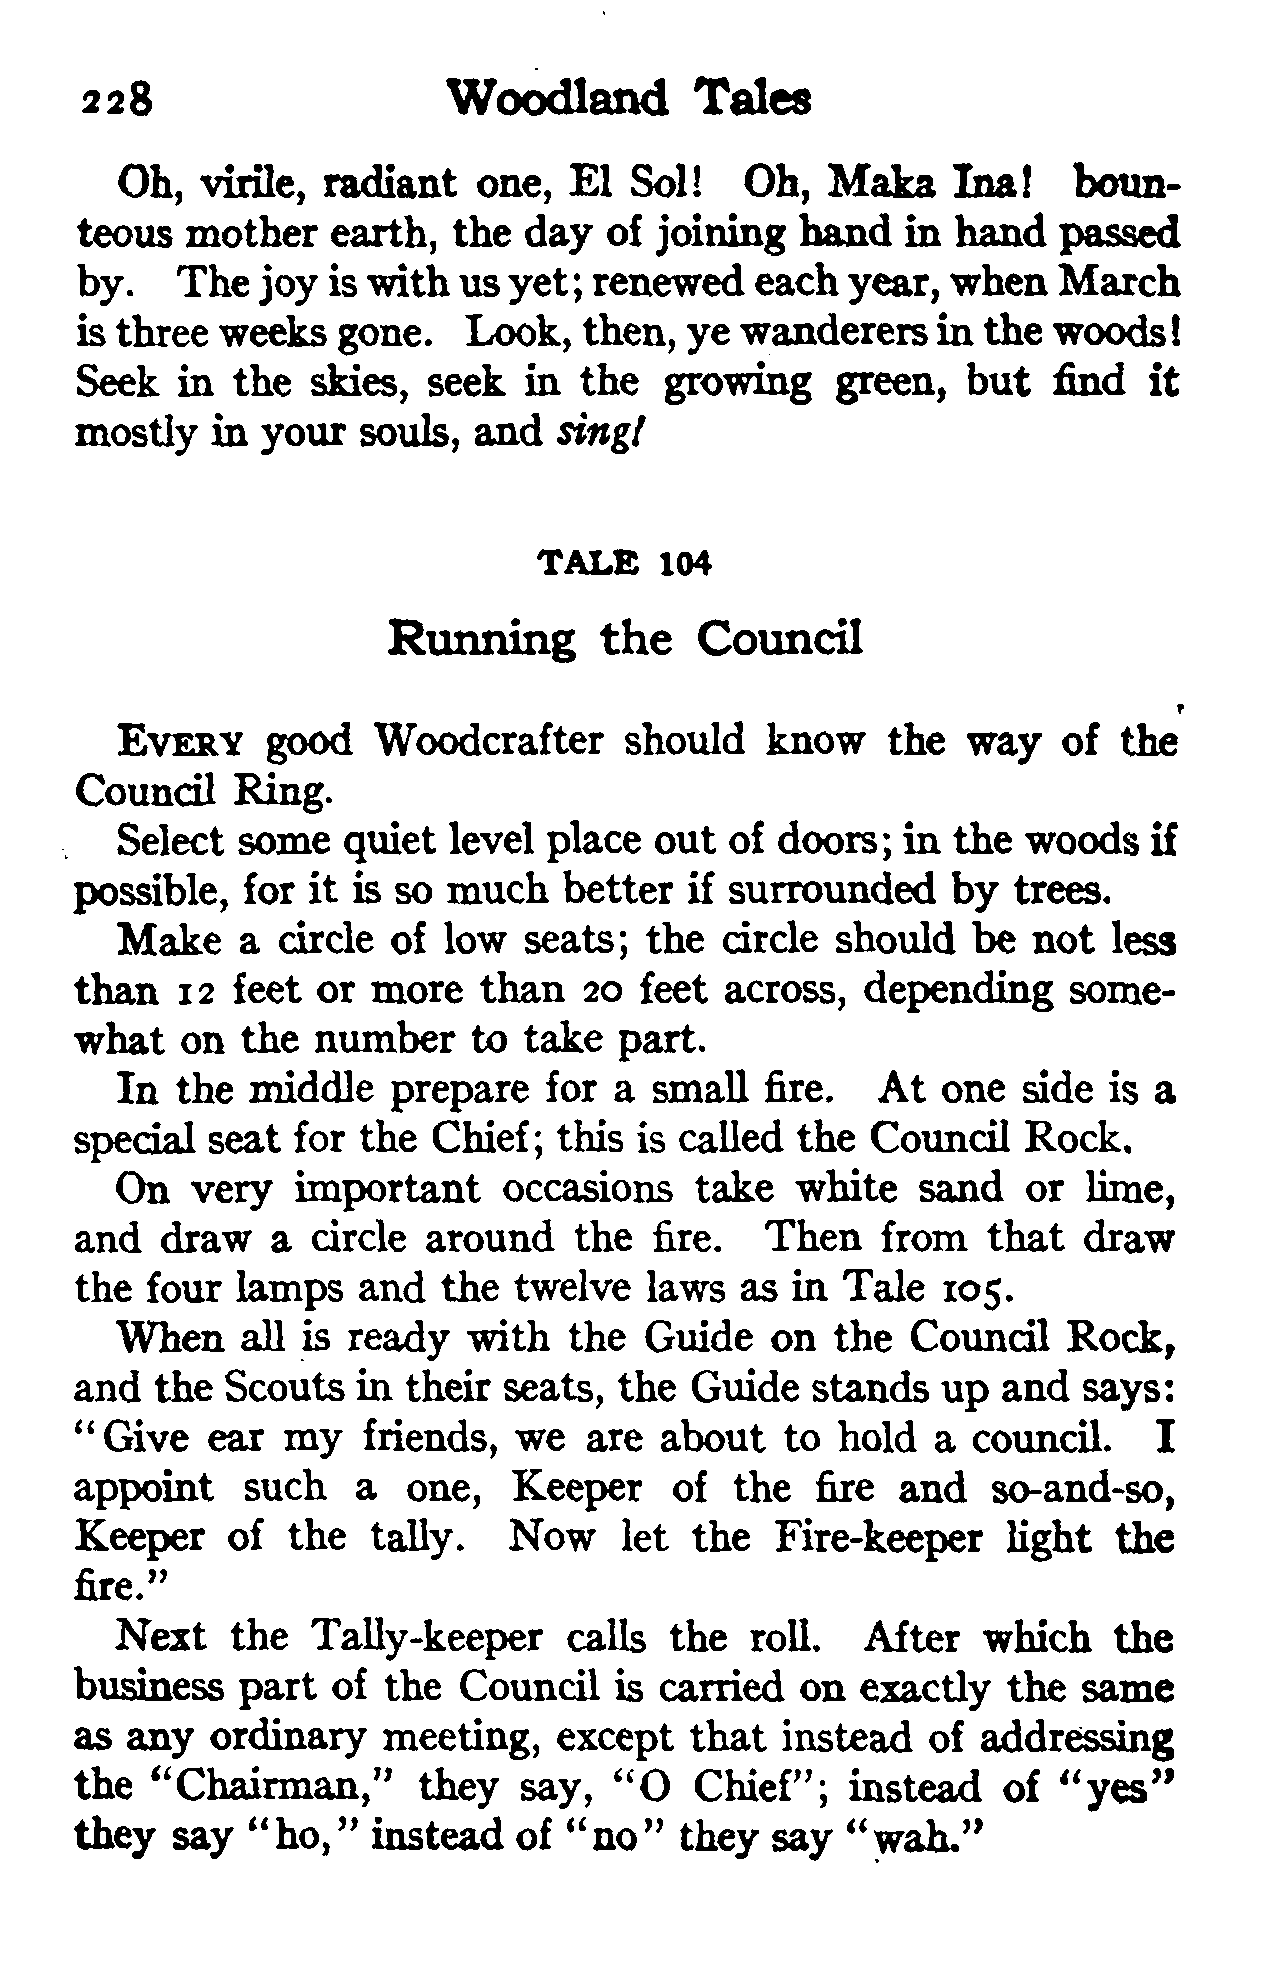 228 Woodland Tales
Oh, virile, radiant one, El Sol! Oh, Maka Ina! boun-
teous mother earth, the day of joining hand in hand passed
by. The joy is with us yet; renewed each year, when March
is three weeks gone. Look, then, ye wanderers in the woods!
Seek in the skies, seek in the growing green, but find it
mostly in your souls, and sing!
TALE 104
Running the Council
EVERY good Woodcrafter should know the way of the
Council Ring.
Select some quiet level place out of doors; in the woods if
possible, for it is so much better if surrounded by trees.
Make a circle of low seats; the circle should be not less
than 12 feet or more than 20 feet across, depending some-
what on the number to take part.
In the middle prepare for a small fire. At one side is a
special seat for the Chief; this is called the Council Rock.
On very important occasions take white sand or lime,
and draw a circle around the fire. Then from that draw
the four lamps and the twelve laws as in Tale 105.
When all is ready with the Guide on the Council Rock,
and the Scouts in their seats, the Guide stands up and says:
"Give ear my friends, we are about to hold a council. I
appoint such a one, Keeper of the fire and so-and-so,
Keeper of the tally. Now let the Fire-keeper light the
fire."
Next the Tally-keeper calls the roll. After which the
business part of the Council is carried on exactly the same
as any ordinary meeting, except that instead of addressing
the "Chairman," they say, "O Chief"; instead of "yes"
they say "ho," instead of "no" they say "wah."